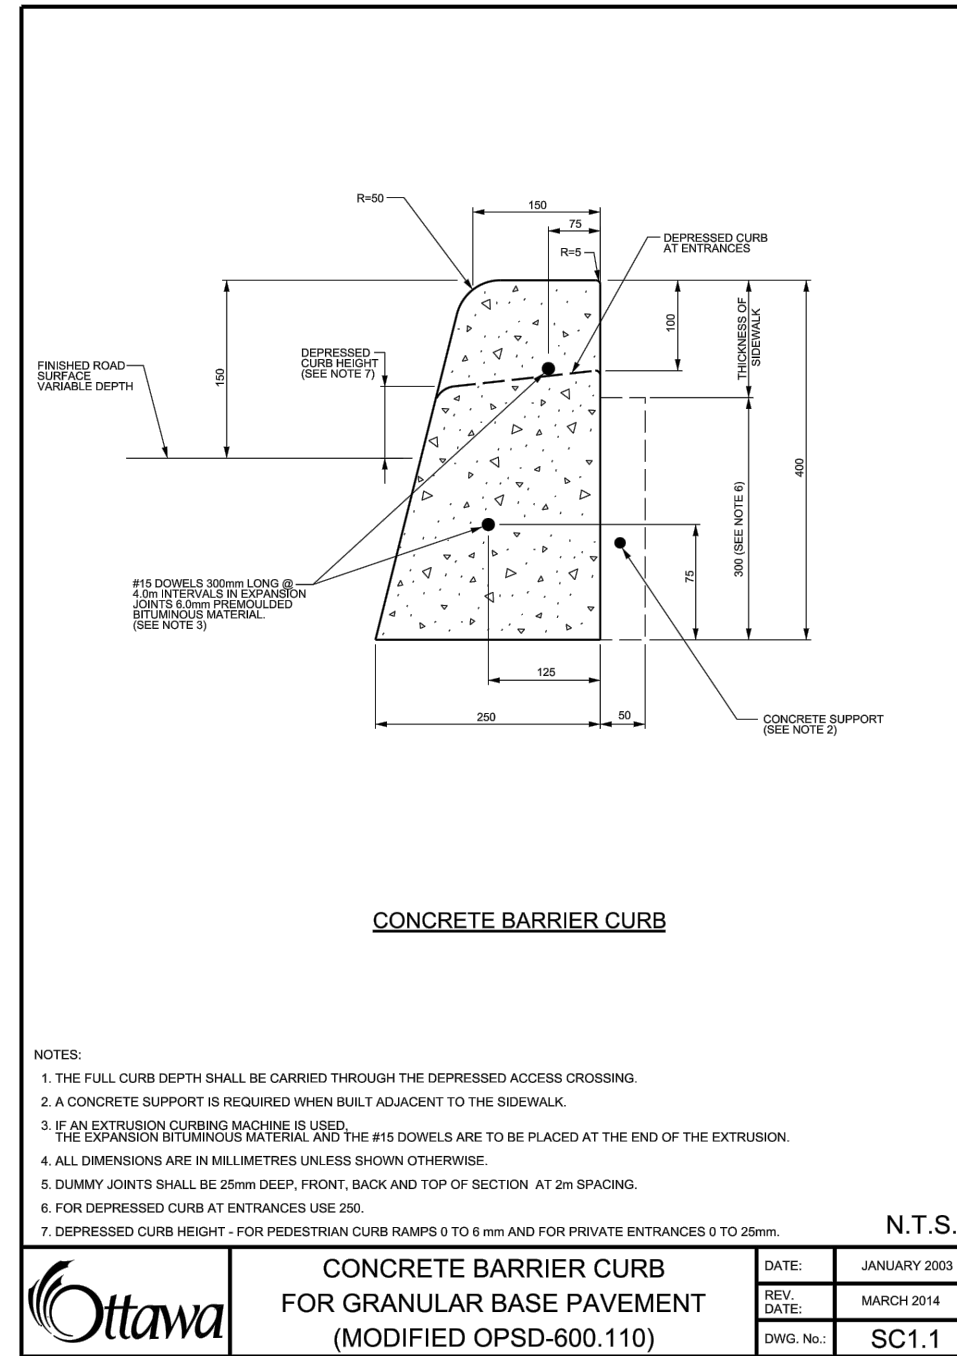 R=50
150
75
R=5
DEPRESSED CURB
AT ENTRANCES
150
100
THICKNESS OF
SIDEWALK
FINISHED ROAD
SURFACE
VARIABLE DEPTH
DEPRESSED
CURB HEIGHT
(SEE NOTE 7)
400
300 (SEE NOTE 6)
75
#15 DOWELS 300mm LONG @
4.0m INTERVALS IN EXPANSION
JOINTS 6.0mm PREMOULDED
BITUMINOUS MATERIAL.
(SEE NOTE 3)
125
250
50
CONCRETE SUPPORT
(SEE NOTE 2)
CONCRETE BARRIER CURB
NOTES:
1. THE FULL CURB DEPTH SHALL BE CARRIED THROUGH THE DEPRESSED ACCESS CROSSING.
2. A CONCRETE SUPPORT IS REQUIRED WHEN BUILT ADJACENT TO THE SIDEWALK.
3. IF AN EXTRUSION CURBING MACHINE IS USED,
THE EXPANSION BITUMINOUS MATERIAL AND THE #15 DOWELS ARE TO BE PLACED AT THE END OF THE EXTRUSION.
4. ALL DIMENSIONS ARE IN MILLIMETRES UNLESS SHOWN OTHERWISE.
5. DUMMY JOINTS SHALL BE 25mm DEEP, FRONT, BACK AND TOP OF SECTION AT 2m SPACING.
6. FOR DEPRESSED CURB AT ENTRANCES USE 250.
7. DEPRESSED CURB HEIGHT - FOR PEDESTRIAN CURB RAMPS 0 TO 6 mm AND FOR PRIVATE ENTRANCES 0 TO 25mm.
N.T.S.
Ottawa
CONCRETE BARRIER CURB
FOR GRANULAR BASE PAVEMENT
(MODIFIED OPSD-600.110)
DATE: JANUARY 2003
REV.
DATE: MARCH 2014
DWG. No.: SC1.1